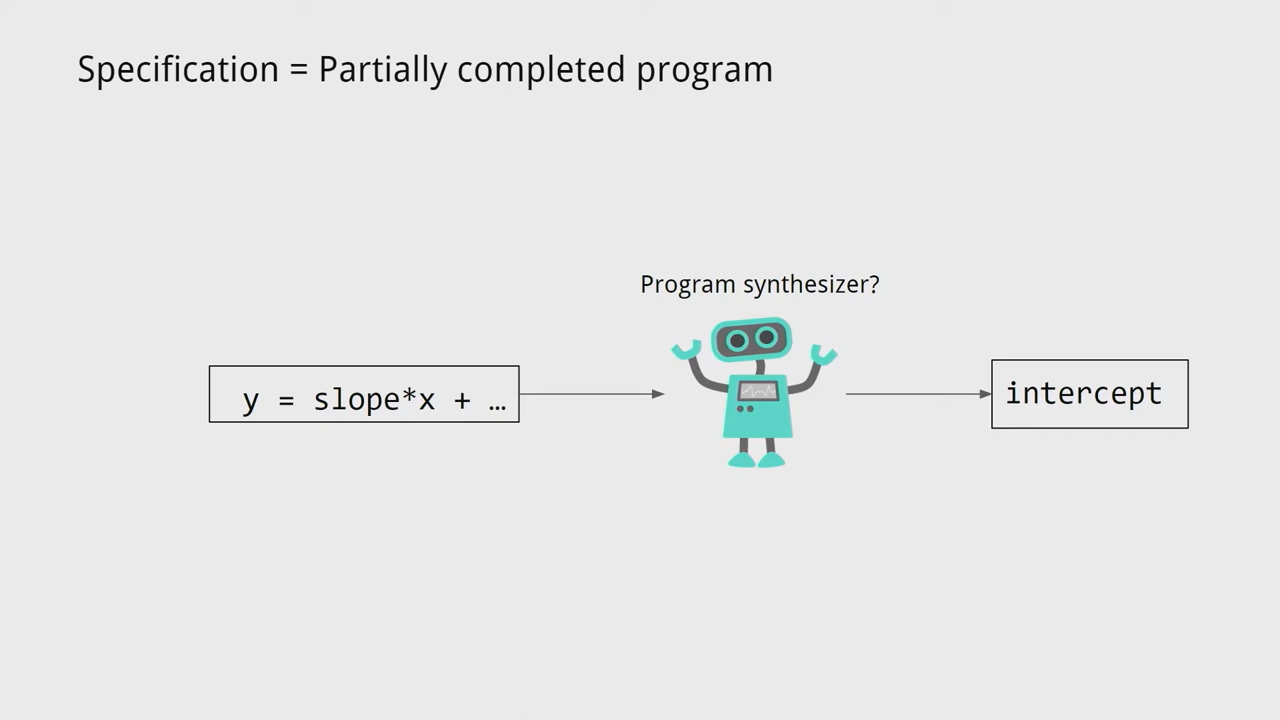 Specification = Partially completed program
Program synthesizer?
y = slope*x + …
intercept